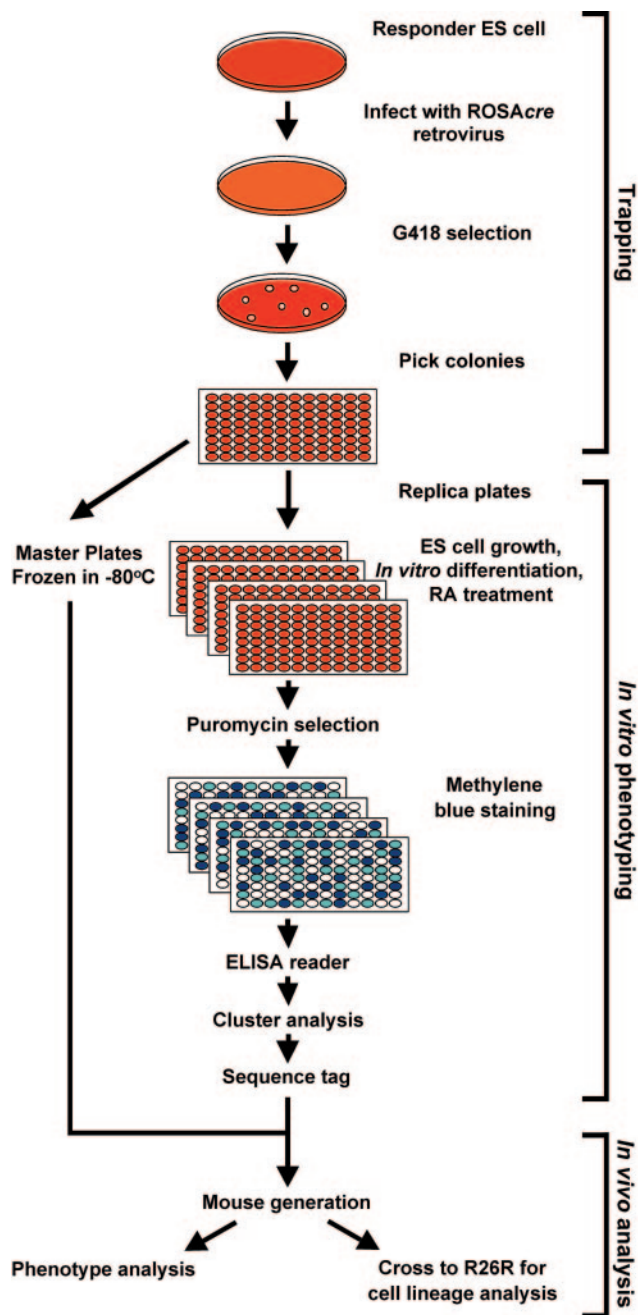 Responder ES cell
Infect with ROSAcre
retrovirus
G418 selection
Pick colonies
Trapping
Replica plates
Master Plates
Frozen in -80°C
ES cell growth,
In vitro differentiation,
RA treatment
Puromycin selection
Methylene
blue staining
ELISA reader
Cluster analysis
Sequence tag
In vitro phenotyping
Mouse generation
Phenotype analysis
Cross to R26R for
cell lineage analysis
In vivo analysis